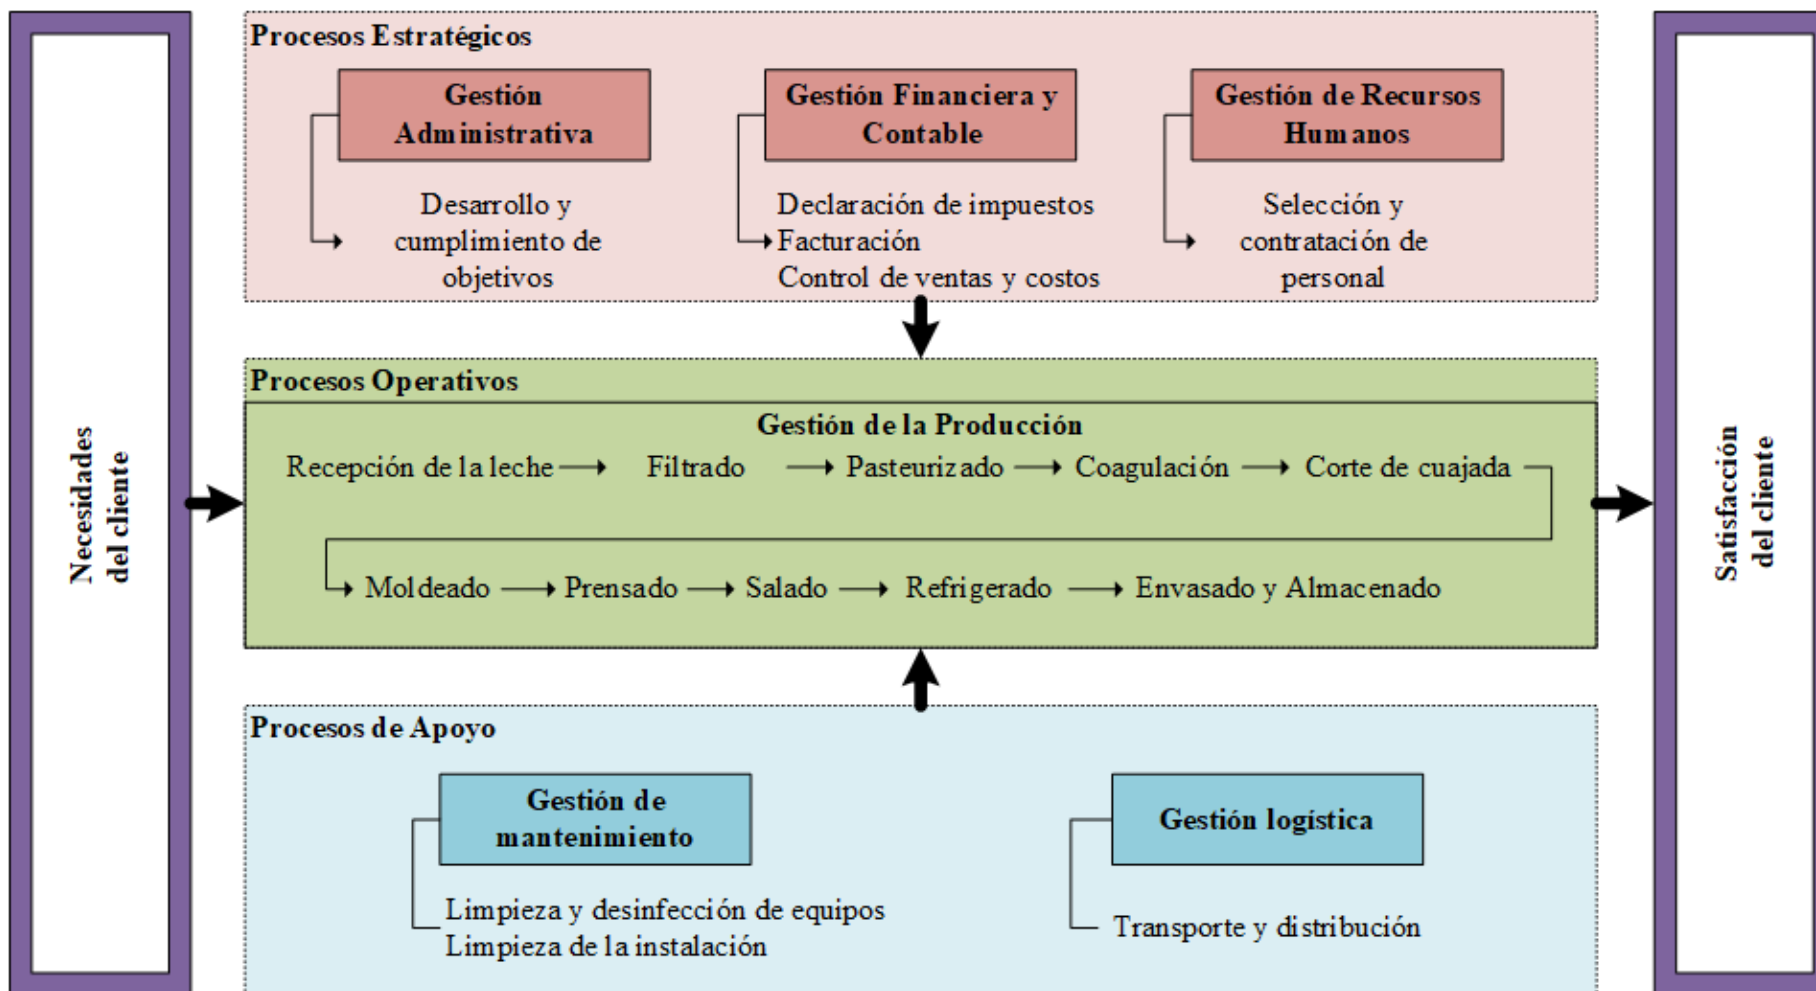 Necesidades
del cliente
Procesos Estratégicos
Gestión
Administrativa
Desarrollo y
cumplimiento de
objetivos
Gestión Financiera y
Contable
Declaración de impuestos
Facturación
Control de ventas y costos
Gestión de Recursos
Humanos
Selección y
contratación de
personal
Procesos Operativos
Gestión de la Producción
Recepción de la leche Filtrado Pasteurizado Coagulación Corte de cuajada
Moldeado Prensado Salado Refrigerado Envasado y Almacenado
Procesos de Apoyo
Gestión de
mantenimiento
Limpieza y desinfección de equipos
Limpieza de la instalación
Gestión logística
Transporte y distribución
Satisfacción
del cliente